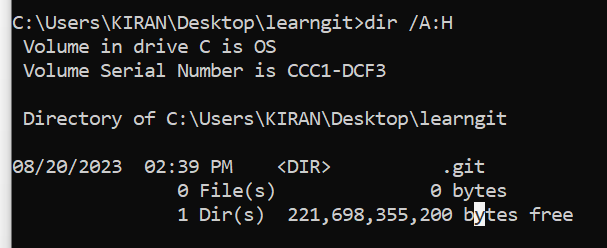 C:\Users\KIRAN\Desktop\learngit>dir /A:H
Volume in drive C is OS
Volume Serial Number is CCC1-DCF3
Directory of C:\Users\KIRAN\Desktop\learngit
08/20/2023  02:39 PM    <DIR>          .git
0 File(s)              0 bytes
1 Dir(s)  221,698,355,200 bytes free